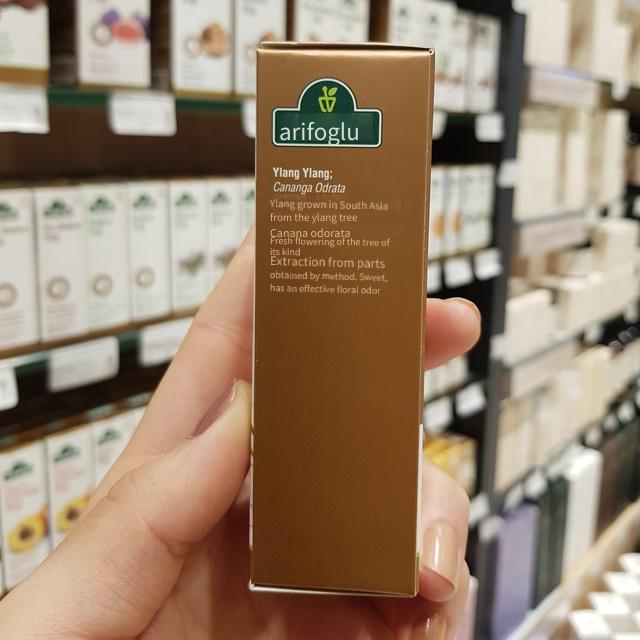 arifoglu
Ylang Ylang;
Cananga Odrata
Ylang grown in South Asia
from the ylang tree
Canana odorata
Fresh flowering of the tree of
its kind
Extraction from parts
obtained by method. Sweet,
has an effective floral odor